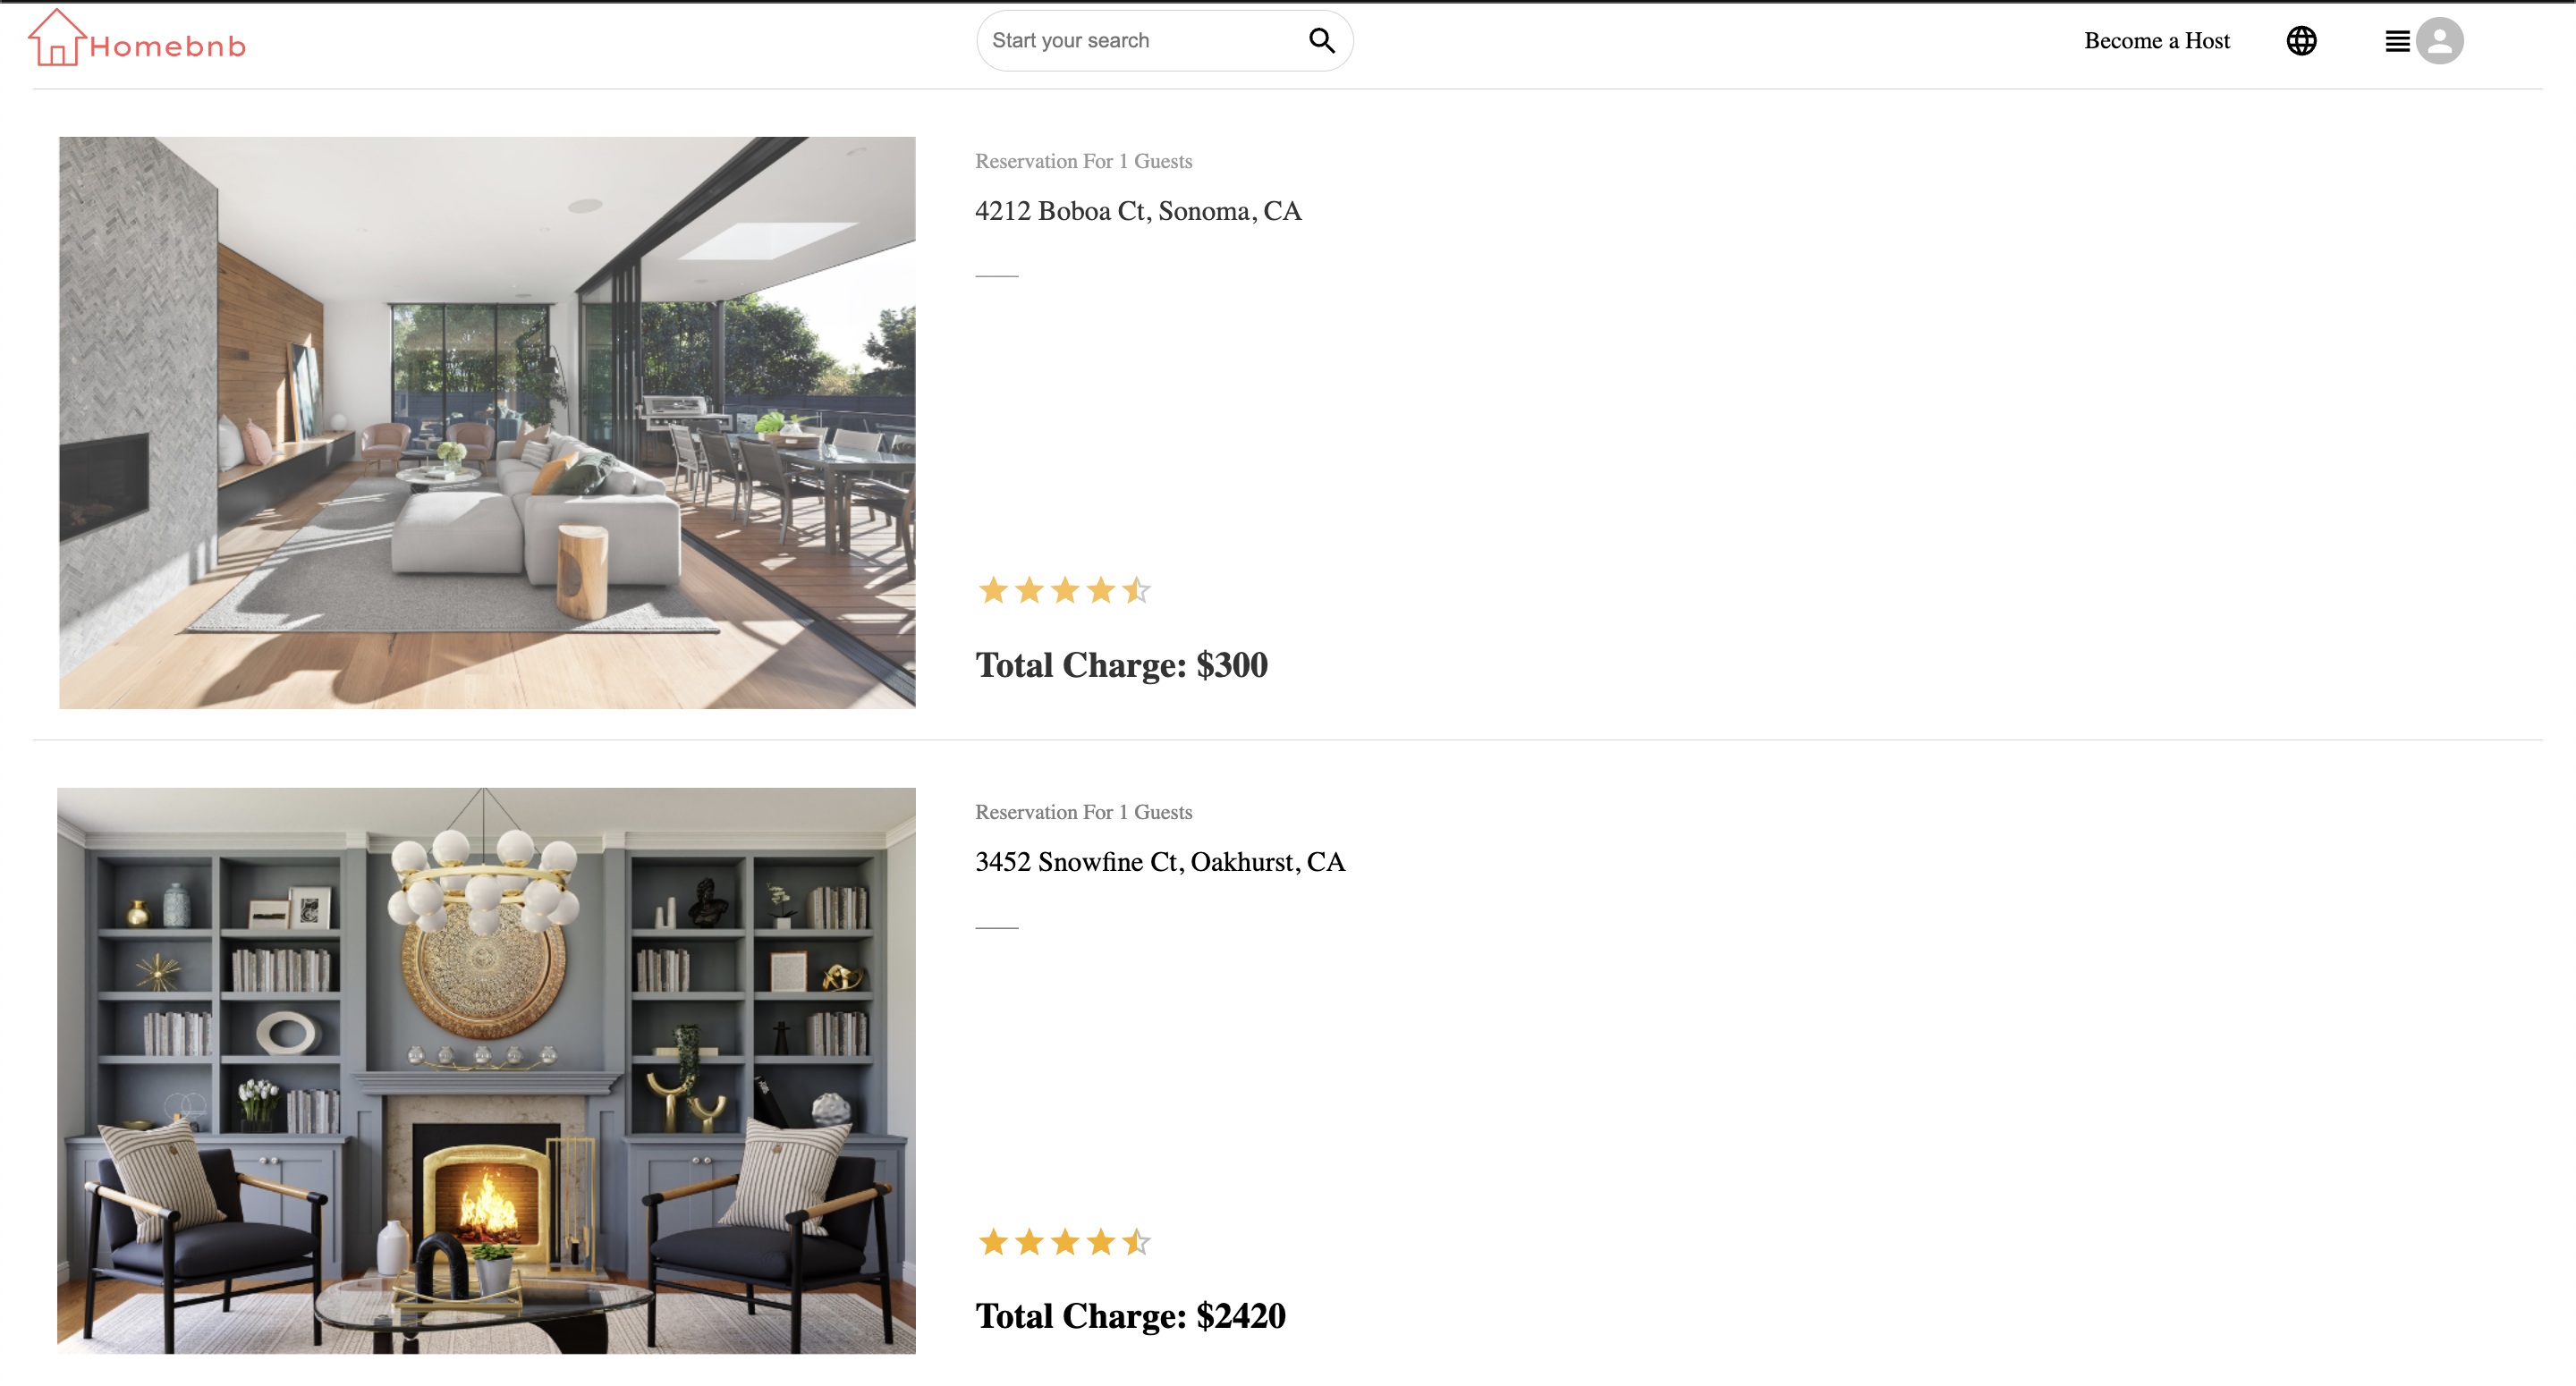 Homebnb
Start your search
Become a Host
Reservation For 1 Guests
4212 Boboa Ct, Sonoma, CA
Total Charge: $300
Reservation For 1 Guests
3452 Snowfine Ct, Oakhurst, CA
Total Charge: $2420